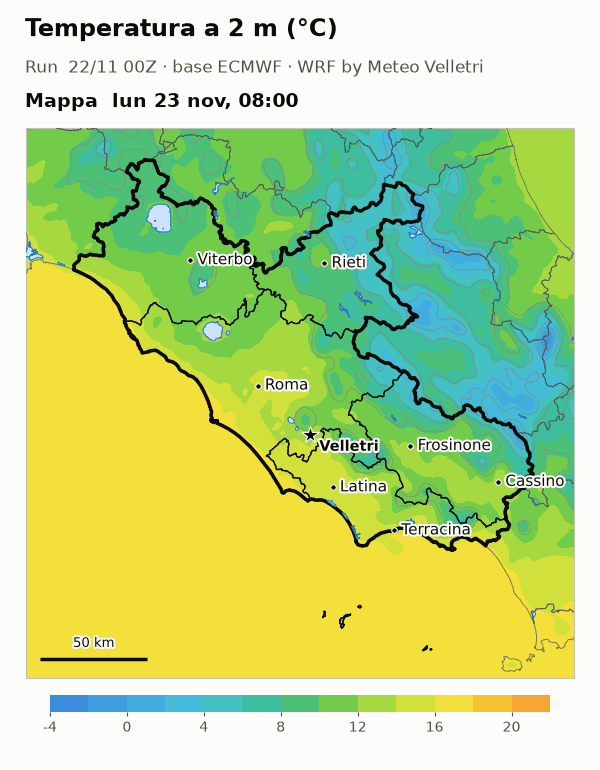 Temperatura a 2 m (°C)
Run  22/11 00Z · base ECMWF · WRF by Meteo Velletri
Mappa  lun 23 nov, 08:00
Viterbo
Rieti
Roma
Velletri
Frosinone
Cassino
Latina
Terracina
50 km
-4 0 4 8 12 16 20